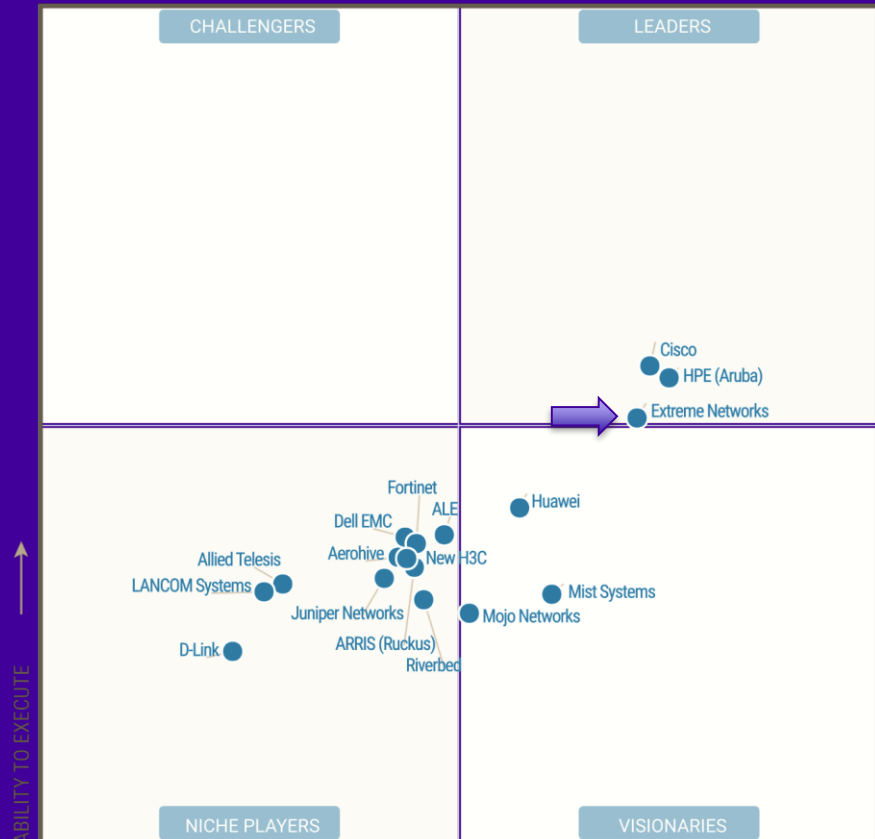 CHALLENGERS
LEADERS
Cisco
HPE (Aruba)
Extreme Networks
Fortinet
ALE
Huawei
Dell EMC
Aerohive
New H3C
Allied Telesis
LANCOM Systems
Mist Systems
Juniper Networks
Mojo Networks
ARRIS (Ruckus)
D-Link
Riverbed
ABILITY TO EXECUTE
NICHE PLAYERS
VISIONARIES